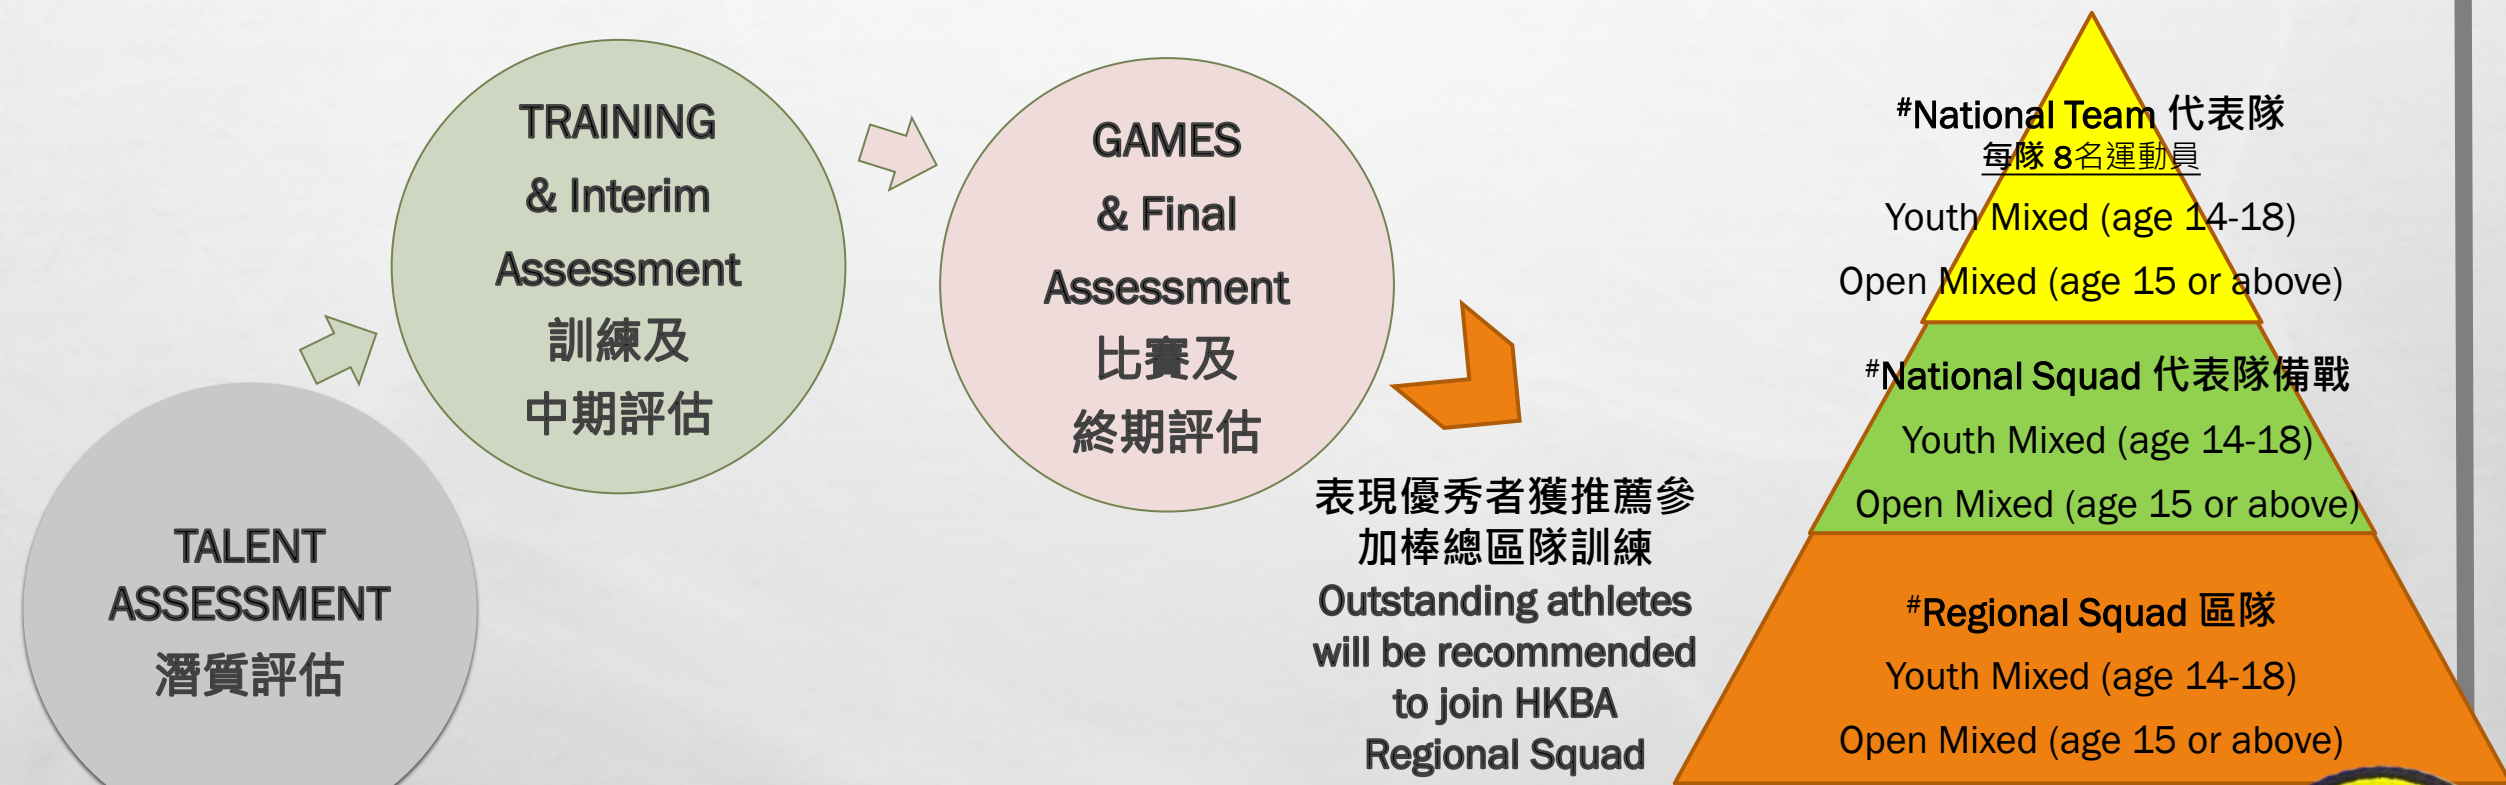 TALENT
ASSESSMENT
潛質評估
TRAINING
& Interim
Assessment
訓練及
中期評估
GAMES
& Final
Assessment
比賽及
終期評估
表現優秀者獲推薦參
加棒總區隊訓練
Outstanding athletes
will be recommended
to join HKBA
Regional Squad
#National Team 代表隊
每隊 8名運動員
Youth Mixed (age 14-18)
Open Mixed (age 15 or above)
#National Squad 代表隊備戰
Youth Mixed (age 14-18)
Open Mixed (age 15 or above)
#Regional Squad 區隊
Youth Mixed (age 14-18)
Open Mixed (age 15 or above)